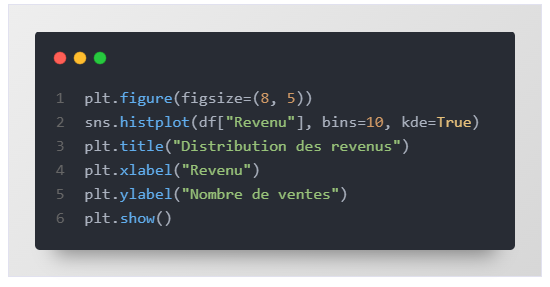 1 plt.figure(figsize=(8, 5))
2 sns.histplot(df["Revenu"], bins=10, kde=True)
3 plt.title("Distribution des revenus")
4 plt.xlabel("Revenu")
5 plt.ylabel("Nombre de ventes")
6 plt.show()